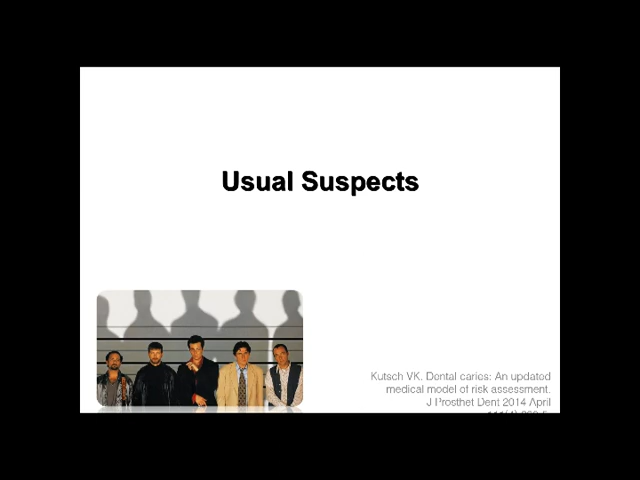 Usual Suspects
Kutsch VK. Dental caries: An updated
medical model of risk assessment.
J Prosthet Dent 2014 April